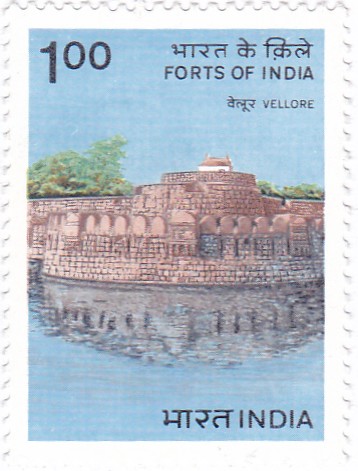 1.00
भारत के क़िले
FORTS OF INDIA
वेलूर VELLORE
भारत INDIA